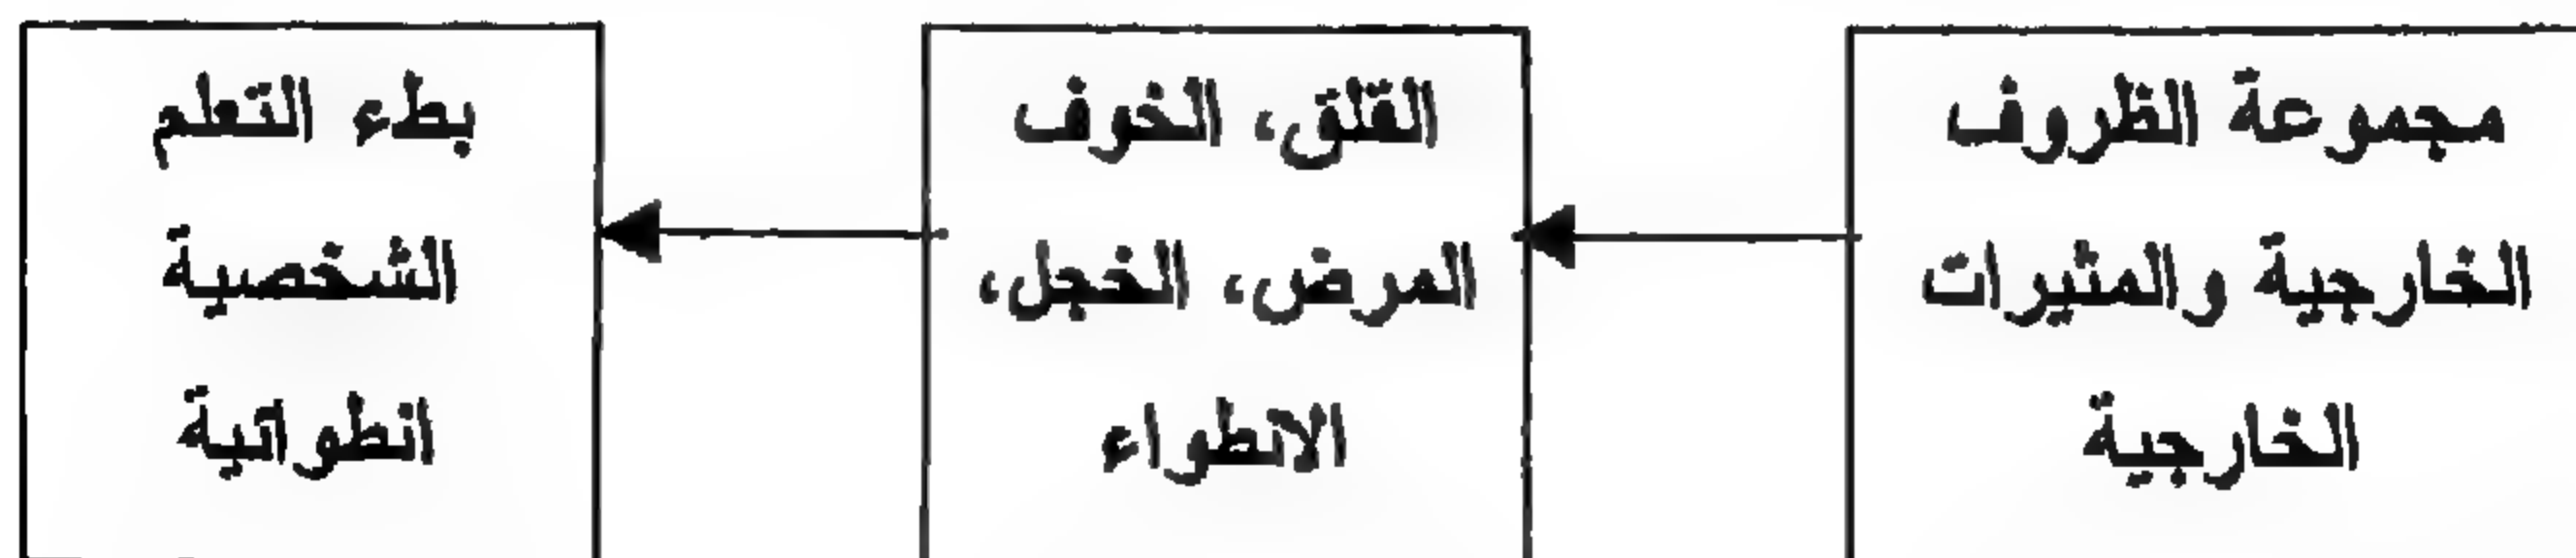 مجموعة الظروف
الخارجية والمثيرات
الخارجية
القلق، الخوف
المرض، الخجل،
الانطواء
بطء التعلم
الشخصية
انطوائية